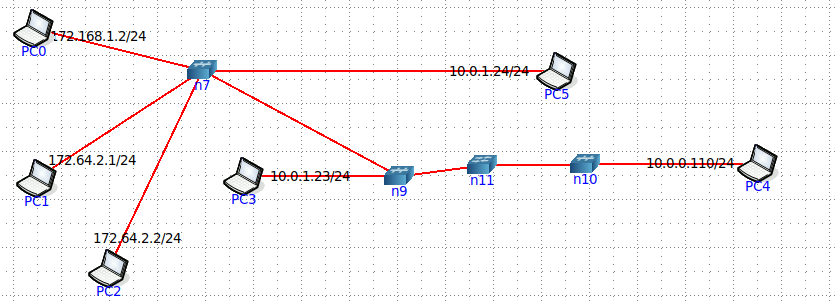 172.168.1.2/24
PC0
n7
10.0.1.24/24
PC5
172.64.2.1/24
PC1
10.0.1.23/24
PC3
n9
n11
n10
10.0.0.110/24
PC4
172.64.2.2/24
PC2